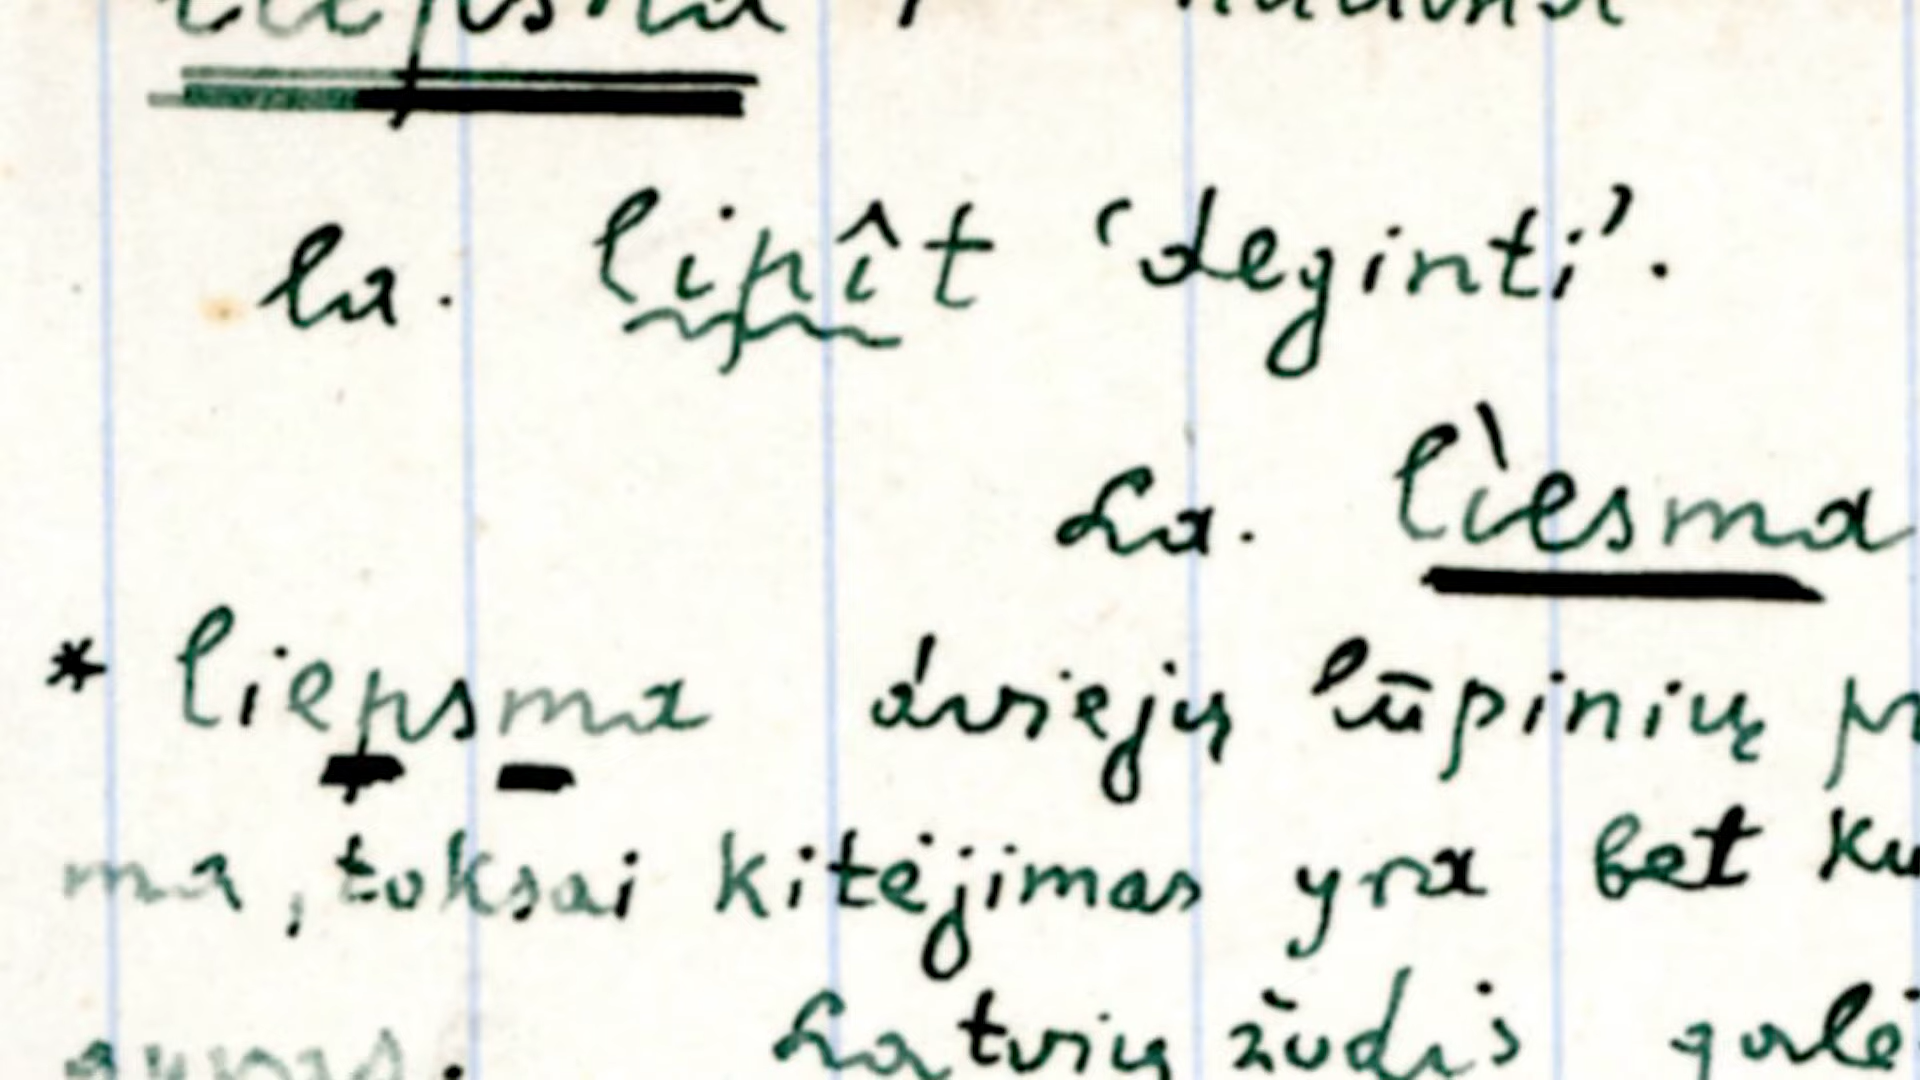 la. lipît ‘deginti’.
La. lìesma
* liepsma dviejų lūpinių
ma, toksai kitėjimas yra bet
Latvių žodis